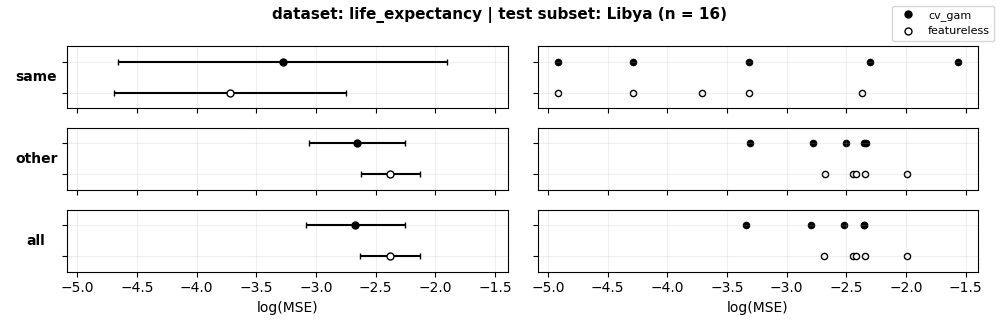 dataset: life_expectancy | test subset: Libya (n = 16)
cv_gam
featureless
same
other
all
−5.0 −4.5 −4.0 −3.5 −3.0 −2.5 −2.0 −1.5
log(MSE)
−5.0 −4.5 −4.0 −3.5 −3.0 −2.5 −2.0 −1.5
log(MSE)